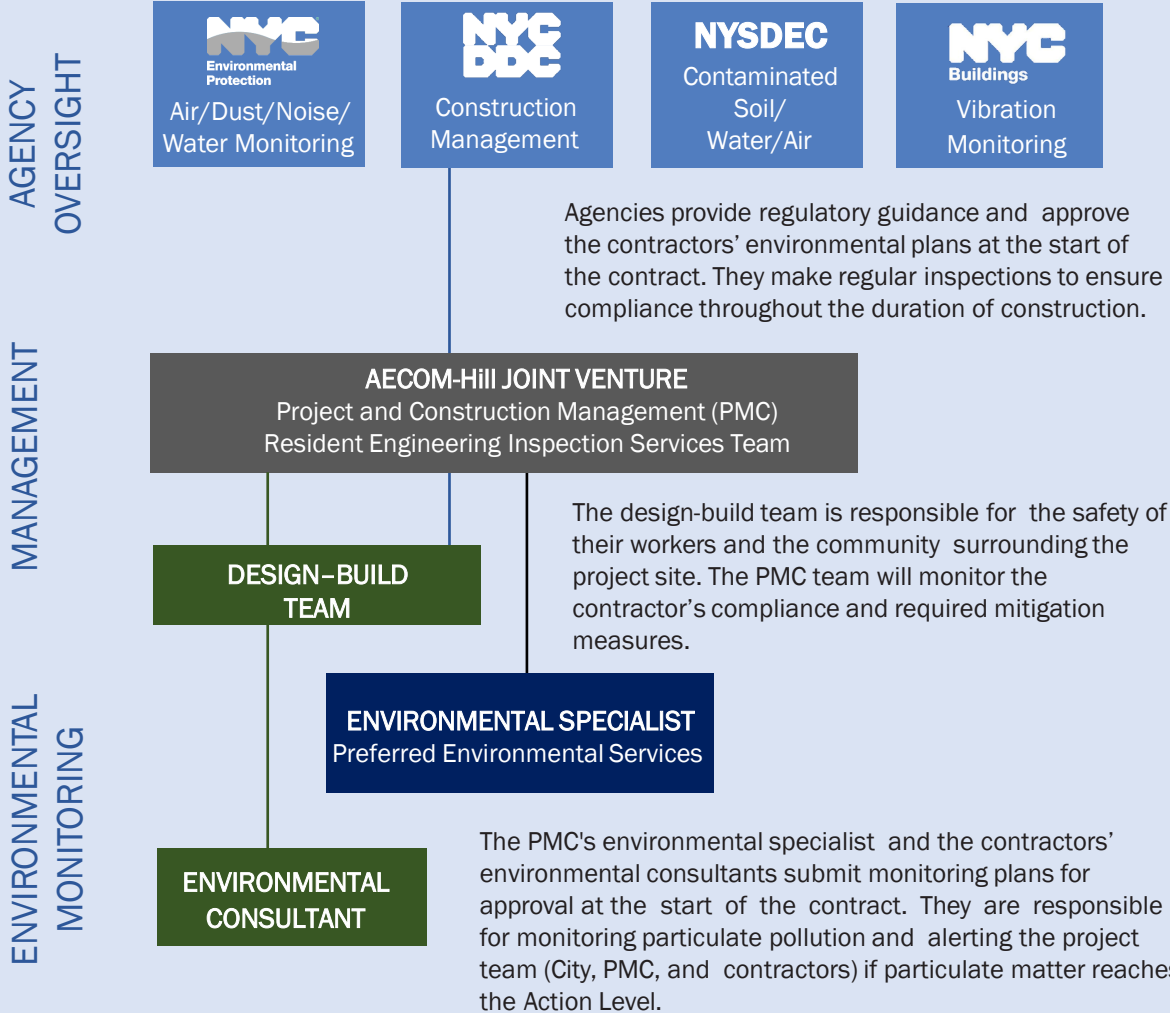 AGENCY
OVERSIGHT
NYC
Environmental
Protection
Air/Dust/Noise/
Water Monitoring
NYC
DDC
Construction
Management
NYSDEC
Contaminated
Soil/
Water/Air
NYC
Buildings
Vibration
Monitoring
Agencies provide regulatory guidance and approve
the contractors’ environmental plans at the start of
the contract. They make regular inspections to ensure
compliance throughout the duration of construction.
MANAGEMENT
AECOM-Hill JOINT VENTURE
Project and Construction Management (PMC)
Resident Engineering Inspection Services Team
The design-build team is responsible for the safety of
their workers and the community surrounding the
project site. The PMC team will monitor the
contractor’s compliance and required mitigation
measures.
DESIGN–BUILD
TEAM
ENVIRONMENTAL
MONITORING
ENVIRONMENTAL SPECIALIST
Preferred Environmental Services
ENVIRONMENTAL
CONSULTANT
The PMC's environmental specialist and the contractors’
environmental consultants submit monitoring plans for
approval at the start of the contract. They are responsible
for monitoring particulate pollution and alerting the project
team (City, PMC, and contractors) if particulate matter reaches
the Action Level.